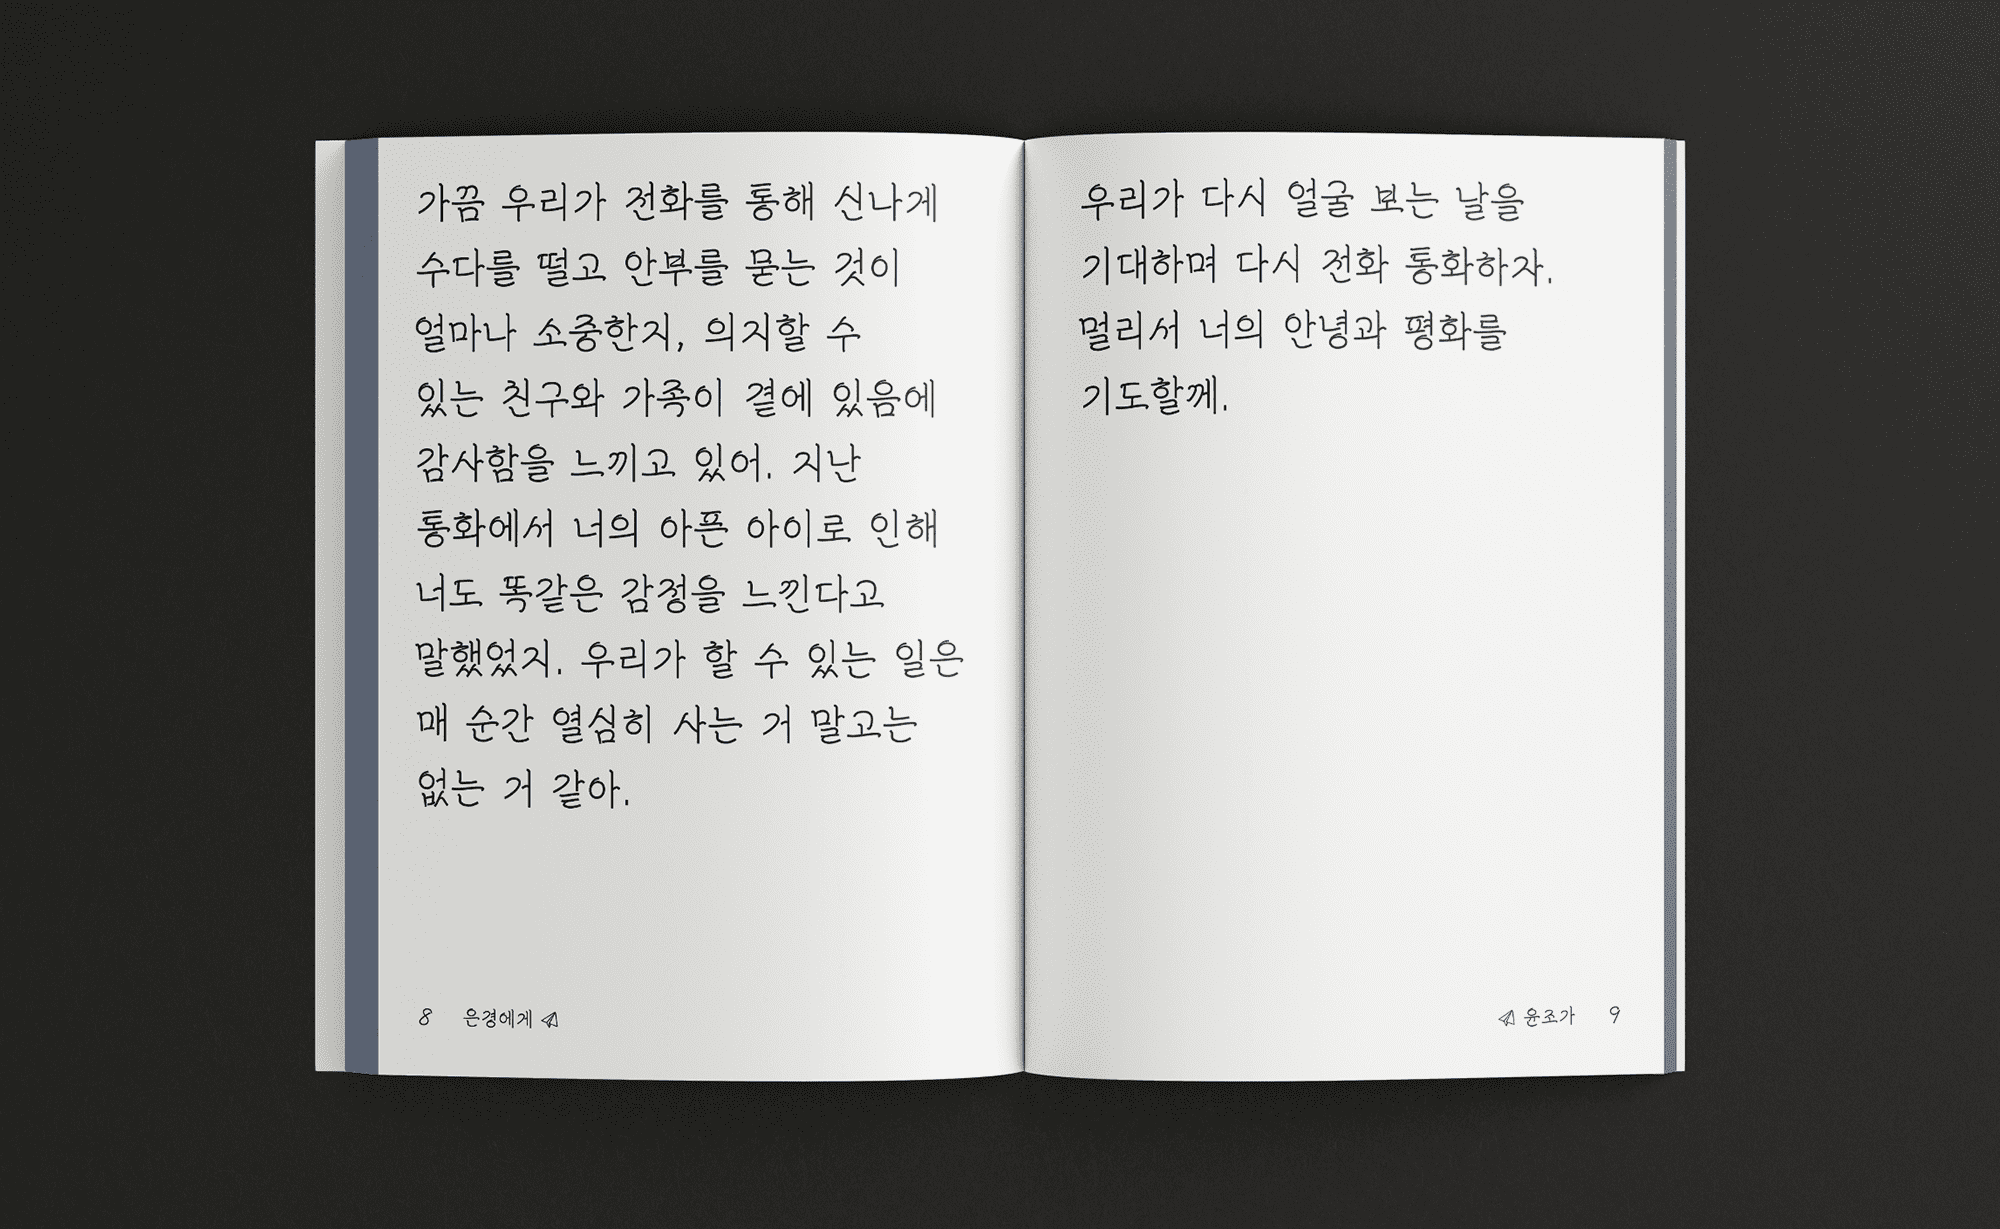 가끔 우리가 전화를 통해 신나게
수다를 떨고 안부를 묻는 것이
얼마나 소중한지, 의지할 수
있는 친구와 가족이 곁에 있음에
감사함을 느끼고 있어. 지난
통화에서 너의 아픈 아이로 인해
너도 똑같은 감정을 느낀다고
말했었지. 우리가 할 수 있는 일은
매 순간 열심히 사는 거 말고는
없는 거 같아.
8 은경에게
우리가 다시 얼굴 보는 날을
기대하며 다시 전화 통화하자.
멀리서 너의 안녕과 평화를
기도할께.
윤조가 9